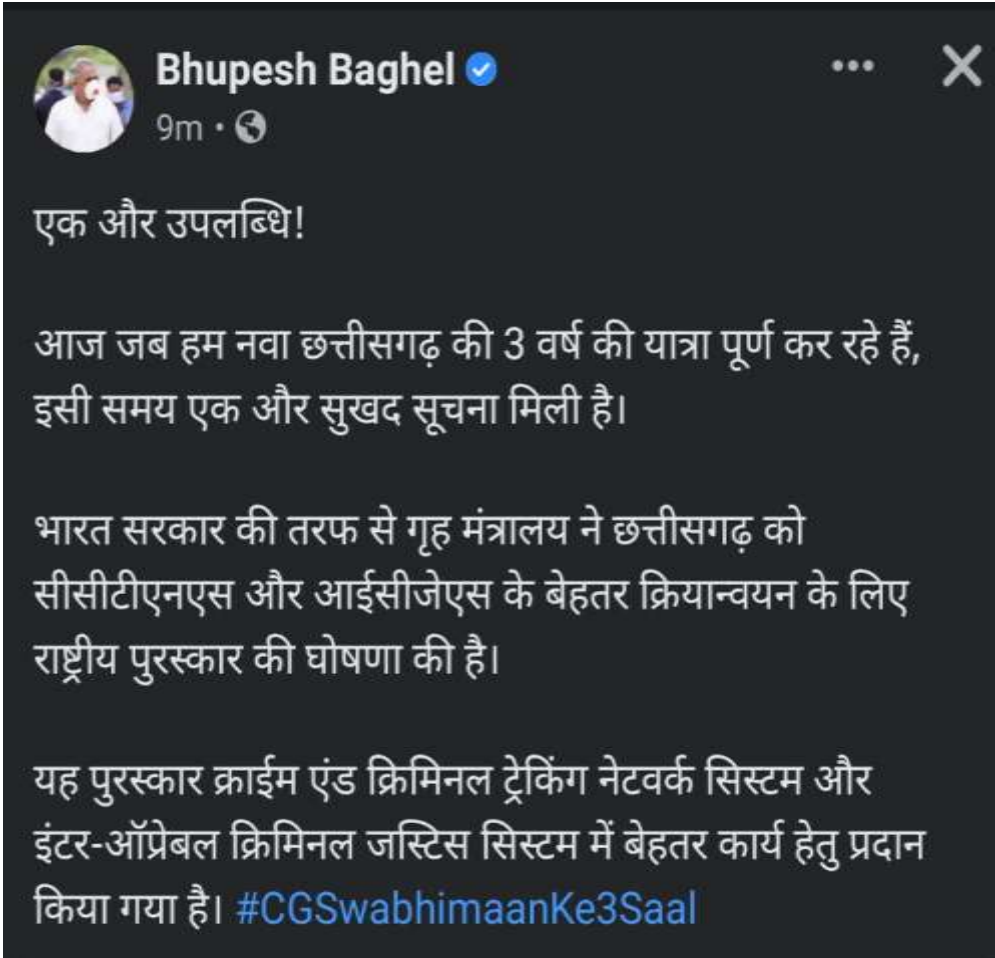 Bhupesh Baghel
9m
एक और उपलब्धि!
आज जब हम नवा छत्तीसगढ़ की 3 वर्ष की यात्रा पूर्ण कर रहे हैं,
इसी समय एक और सुखद सूचना मिली है।
भारत सरकार की तरफ से गृह मंत्रालय ने छत्तीसगढ़ को
सीसीटीएनएस और आईसीजेएस के बेहतर क्रियान्वयन के लिए
राष्ट्रीय पुरस्कार की घोषणा की है।
यह पुरस्कार क्राईम एंड क्रिमिनल ट्रेकिंग नेटवर्क सिस्टम और
इंटर-ऑप्रेबल क्रिमिनल जस्टिस सिस्टम में बेहतर कार्य हेतु प्रदान
किया गया है। #CGSwabhimaanKe3Saal